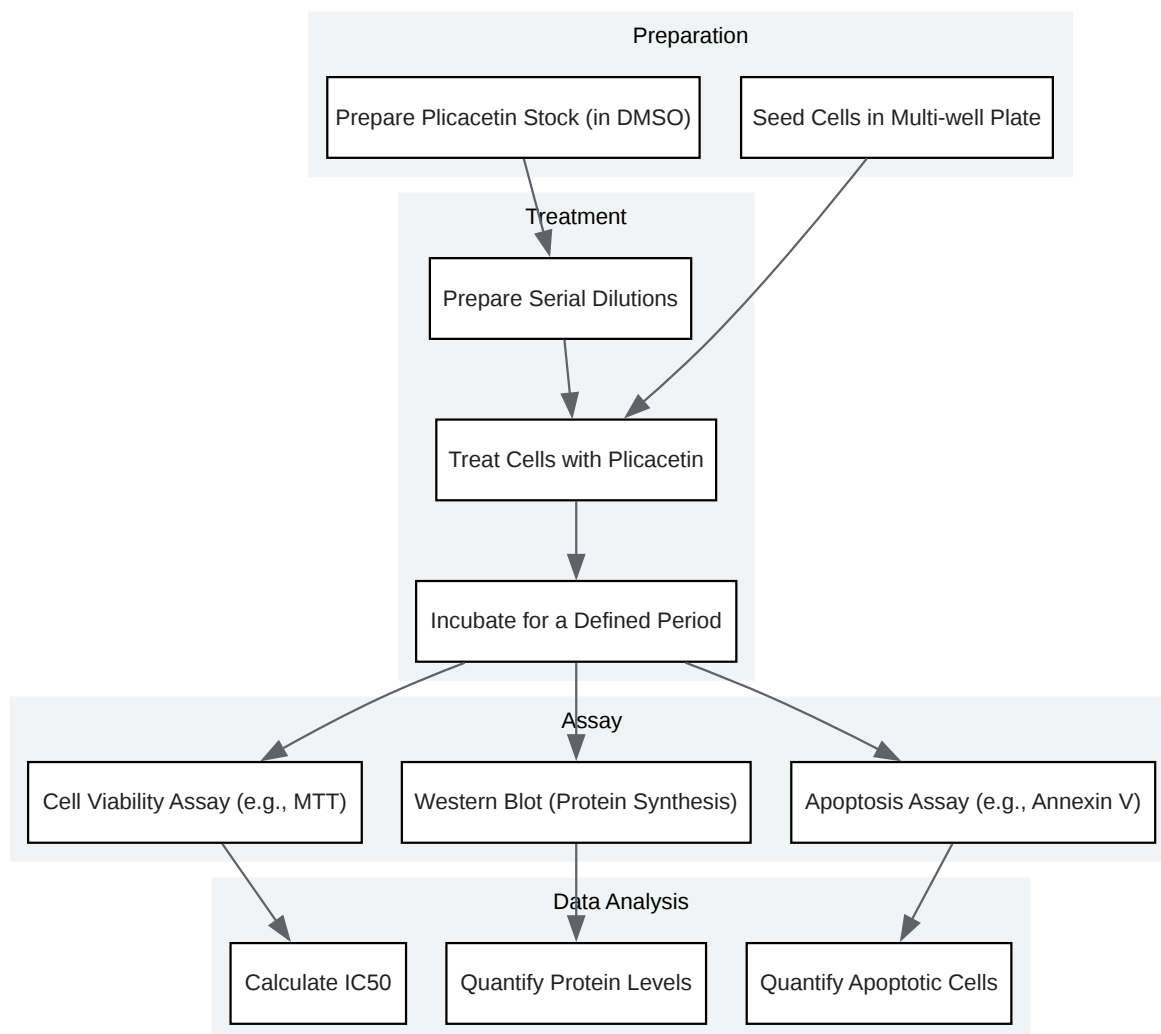 Preparation
Prepare Plicacetin Stock (in DMSO)
Seed Cells in Multi-well Plate
Treatment
Prepare Serial Dilutions
Treat Cells with Plicacetin
Incubate for a Defined Period
Assay
Cell Viability Assay (e.g., MTT)
Western Blot (Protein Synthesis)
Apoptosis Assay (e.g., Annexin V)
Data Analysis
Calculate IC50
Quantify Protein Levels
Quantify Apoptotic Cells